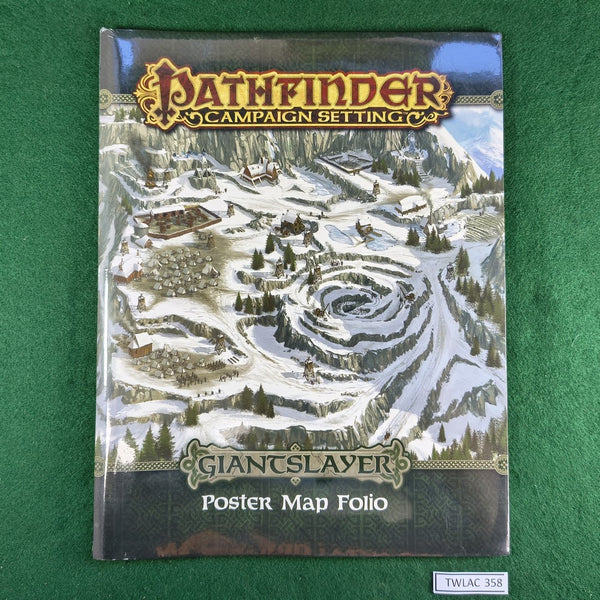 PATHFINDER
CAMPAIGN SETTING
GIANTSLAYER
Poster Map Folio
TWLAC 358